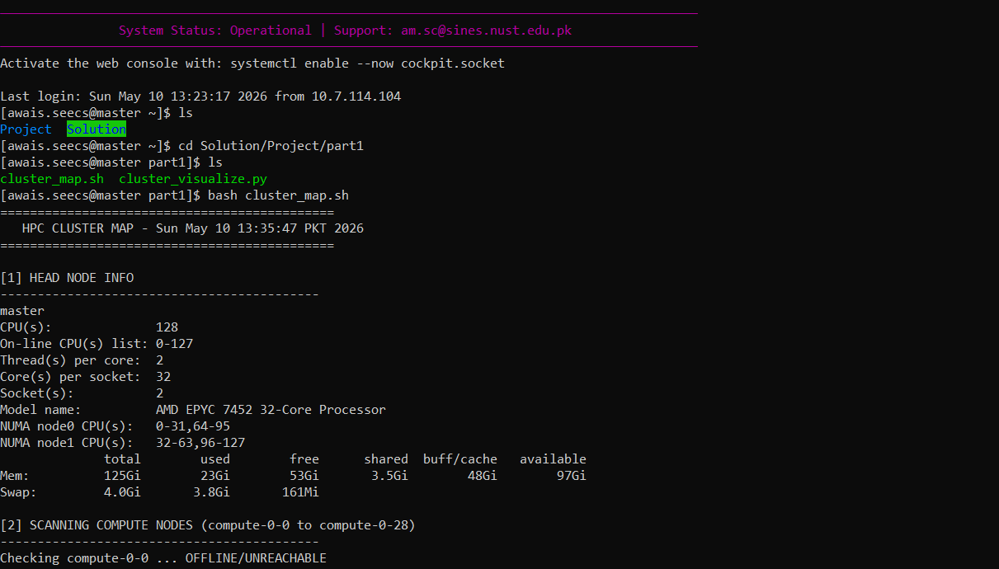 System Status: Operational | Support: am.sc@sines.nust.edu.pk
Activate the web console with: systemctl enable --now cockpit.socket
Last login: Sun May 10 13:23:17 2026 from 10.7.114.104
[awais.seecs@master ~]$ ls
Project  Solution
[awais.seecs@master ~]$ cd Solution/Project/part1
[awais.seecs@master part1]$ ls
cluster_map.sh  cluster_visualize.py
[awais.seecs@master part1]$ bash cluster_map.sh
=============================================
   HPC CLUSTER MAP - Sun May 10 13:35:47 PKT 2026
=============================================
[1] HEAD NODE INFO
-------------------------------------------
master
CPU(s):              128
On-line CPU(s) list: 0-127
Thread(s) per core:  2
Core(s) per socket:  32
Socket(s):           2
Model name:          AMD EPYC 7452 32-Core Processor
NUMA node0 CPU(s):   0-31,64-95
NUMA node1 CPU(s):   32-63,96-127
              total        used        free      shared  buff/cache   available
Mem:          125Gi        23Gi        53Gi       3.5Gi        48Gi        97Gi
Swap:         4.0Gi       3.8Gi       161Mi
[2] SCANNING COMPUTE NODES (compute-0-0 to compute-0-28)
-------------------------------------------
Checking compute-0-0 ... OFFLINE/UNREACHABLE